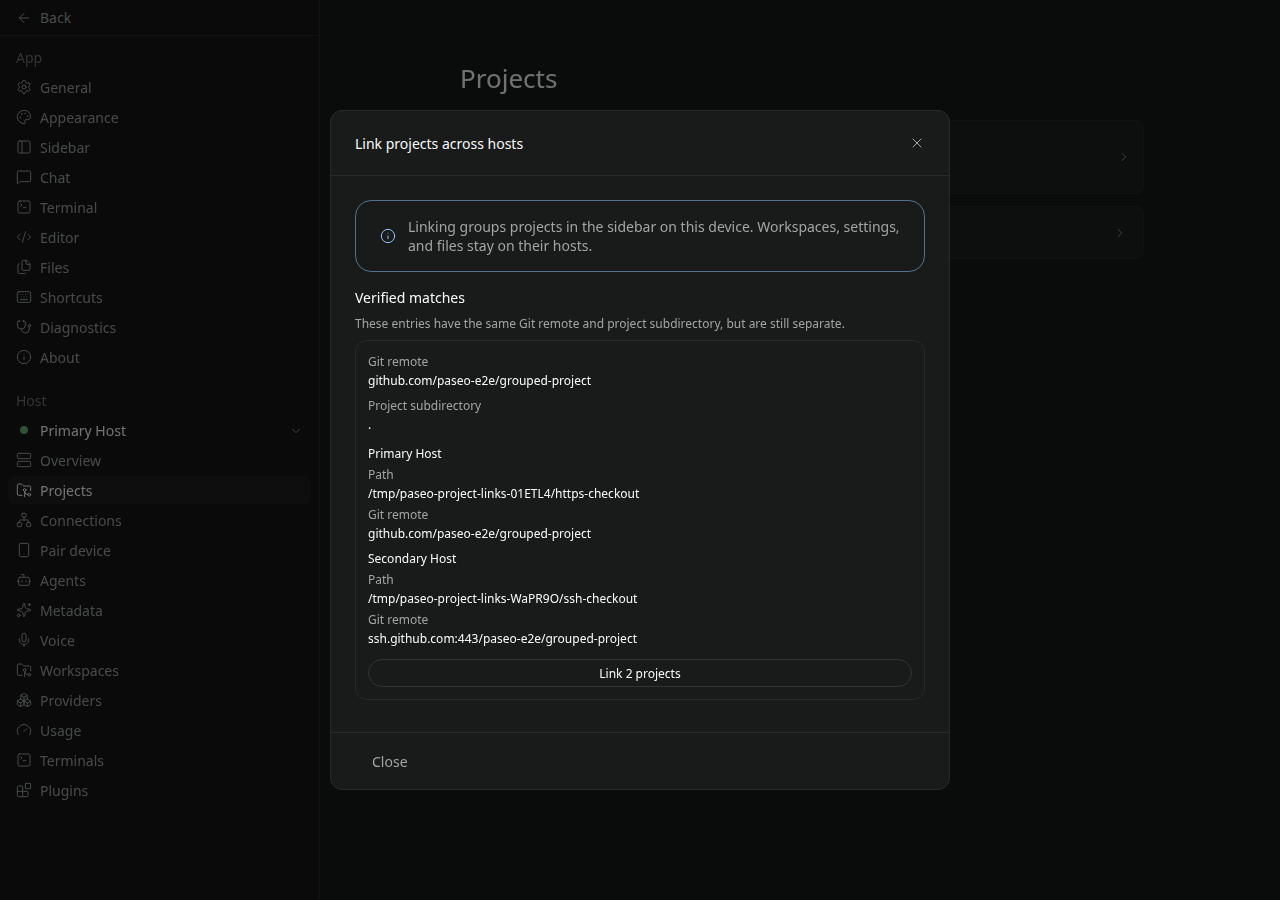 Back
App
General
Appearance
Sidebar
Chat
Terminal
Editor
Files
Shortcuts
Diagnostics
About
Host
Primary Host
Overview
Projects
Connections
Pair device
Agents
Metadata
Voice
Workspaces
Providers
Usage
Terminals
Plugins
Projects
Link projects across hosts
Linking groups projects in the sidebar on this device. Workspaces, settings,
and files stay on their hosts.
Verified matches
These entries have the same Git remote and project subdirectory, but are still separate.
Git remote
github.com/paseo-e2e/grouped-project
Project subdirectory
.
Primary Host
Path
/tmp/paseo-project-links-01ETL4/https-checkout
Git remote
github.com/paseo-e2e/grouped-project
Secondary Host
Path
/tmp/paseo-project-links-WaPR9O/ssh-checkout
Git remote
ssh.github.com:443/paseo-e2e/grouped-project
Link 2 projects
Close